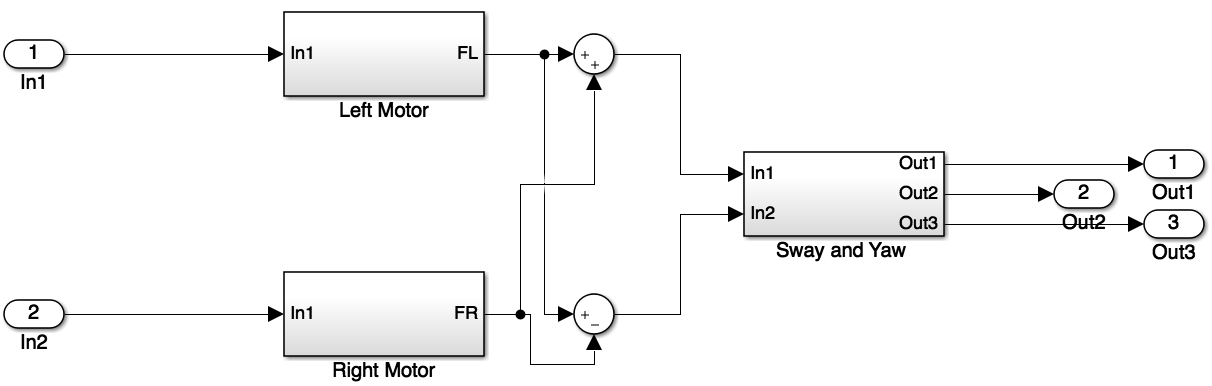 1
In1
In1
FL
Left Motor
+
+
In1
In2
Out1
Out2
Out3
Sway and Yaw
1
Out1
2
Out2
3
Out3
2
In2
In1
FR
Right Motor
+
−